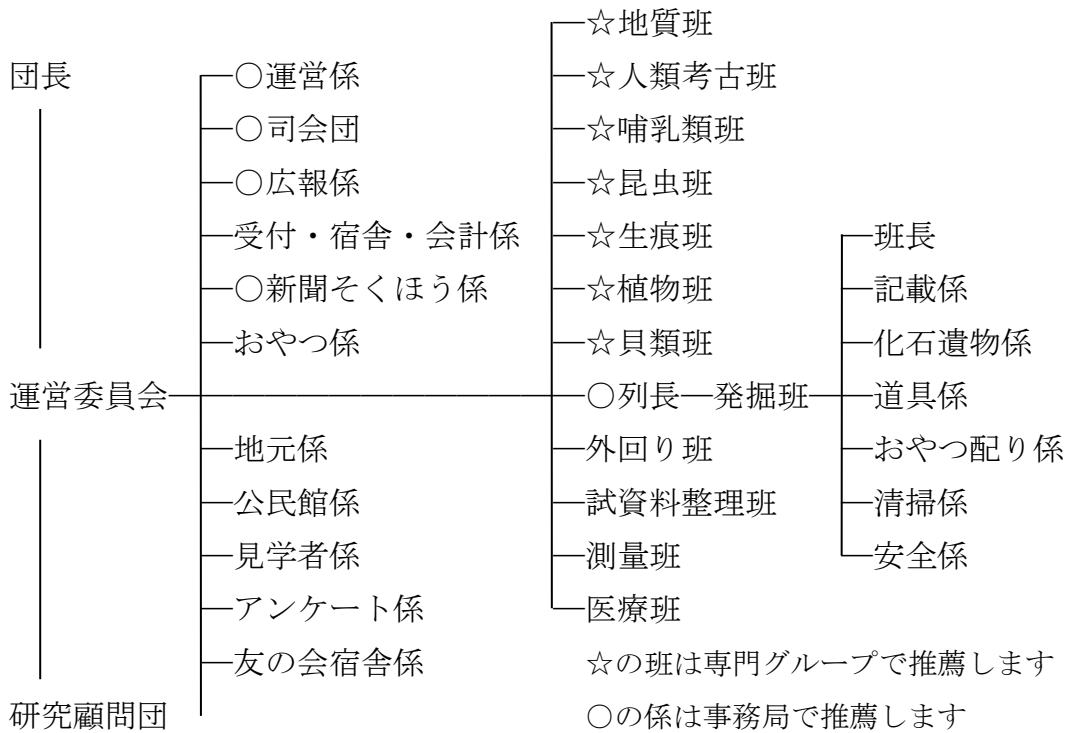 ☆地質班
団長 ○運営係 ☆人類考古班
○司会団 ☆哺乳類班
○広報係 ☆昆虫班
受付・宿舎・会計係 ☆生痕班 班長
○新聞そくほう係 ☆植物班 記載係
おやつ係 ☆貝類班 化石遺物係
運営委員会 ○列長 発掘班 道具係
地元係 外回り班 おやつ配り係
公民館係 試資料整理班 清掃係
見学者係 測量班 安全係
アンケート係 医療班
友の会宿舎係 ☆の班は専門グループで推薦します
研究顧問団 ○の係は事務局で推薦します